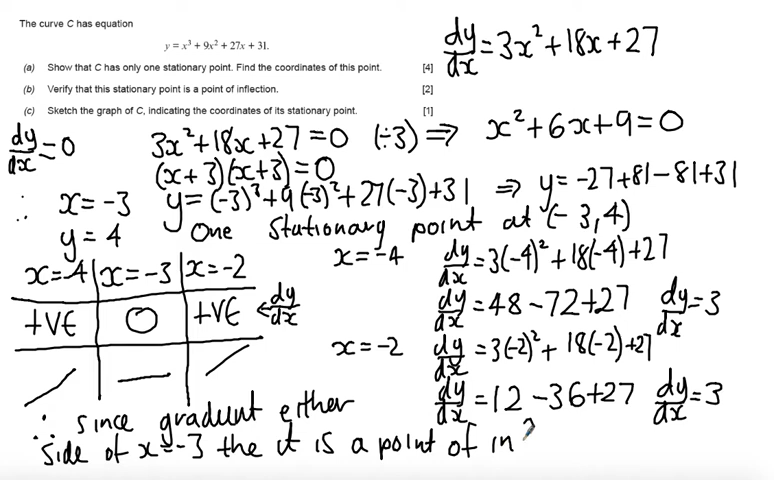 The curve C has equation
y = x³ + 9x² + 27x + 31.
(a) Show that C has only one stationary point. Find the coordinates of this point. [4]
(b) Verify that this stationary point is a point of inflection. [2]
(c) Sketch the graph of C, indicating the coordinates of its stationary point. [1]
dy/dx = 3x² + 18x + 27
dy/dx = 0 3x² + 18x + 27 = 0 (÷3) ⇒ x² + 6x + 9 = 0
(x+3)(x+3) = 0
∴ x = -3 y = (-3)³ + 9(-3)² + 27(-3) + 31 ⇒ y = -27 + 81 - 81 + 31
y = 4 One stationary point at (-3, 4)
x = -4 dy/dx = 3(-4)² + 18(-4) + 27
x = -4 | x = -3 | x = -2
+VE | 0 | +VE ← dy/dx
dy/dx = 48 - 72 + 27 dy/dx = 3
x = -2 dy/dx = 3(-2)² + 18(-2) + 27
dy/dx = 12 - 36 + 27 dy/dx = 3
∴ since gradient either
side of x = -3 the it is a point of in